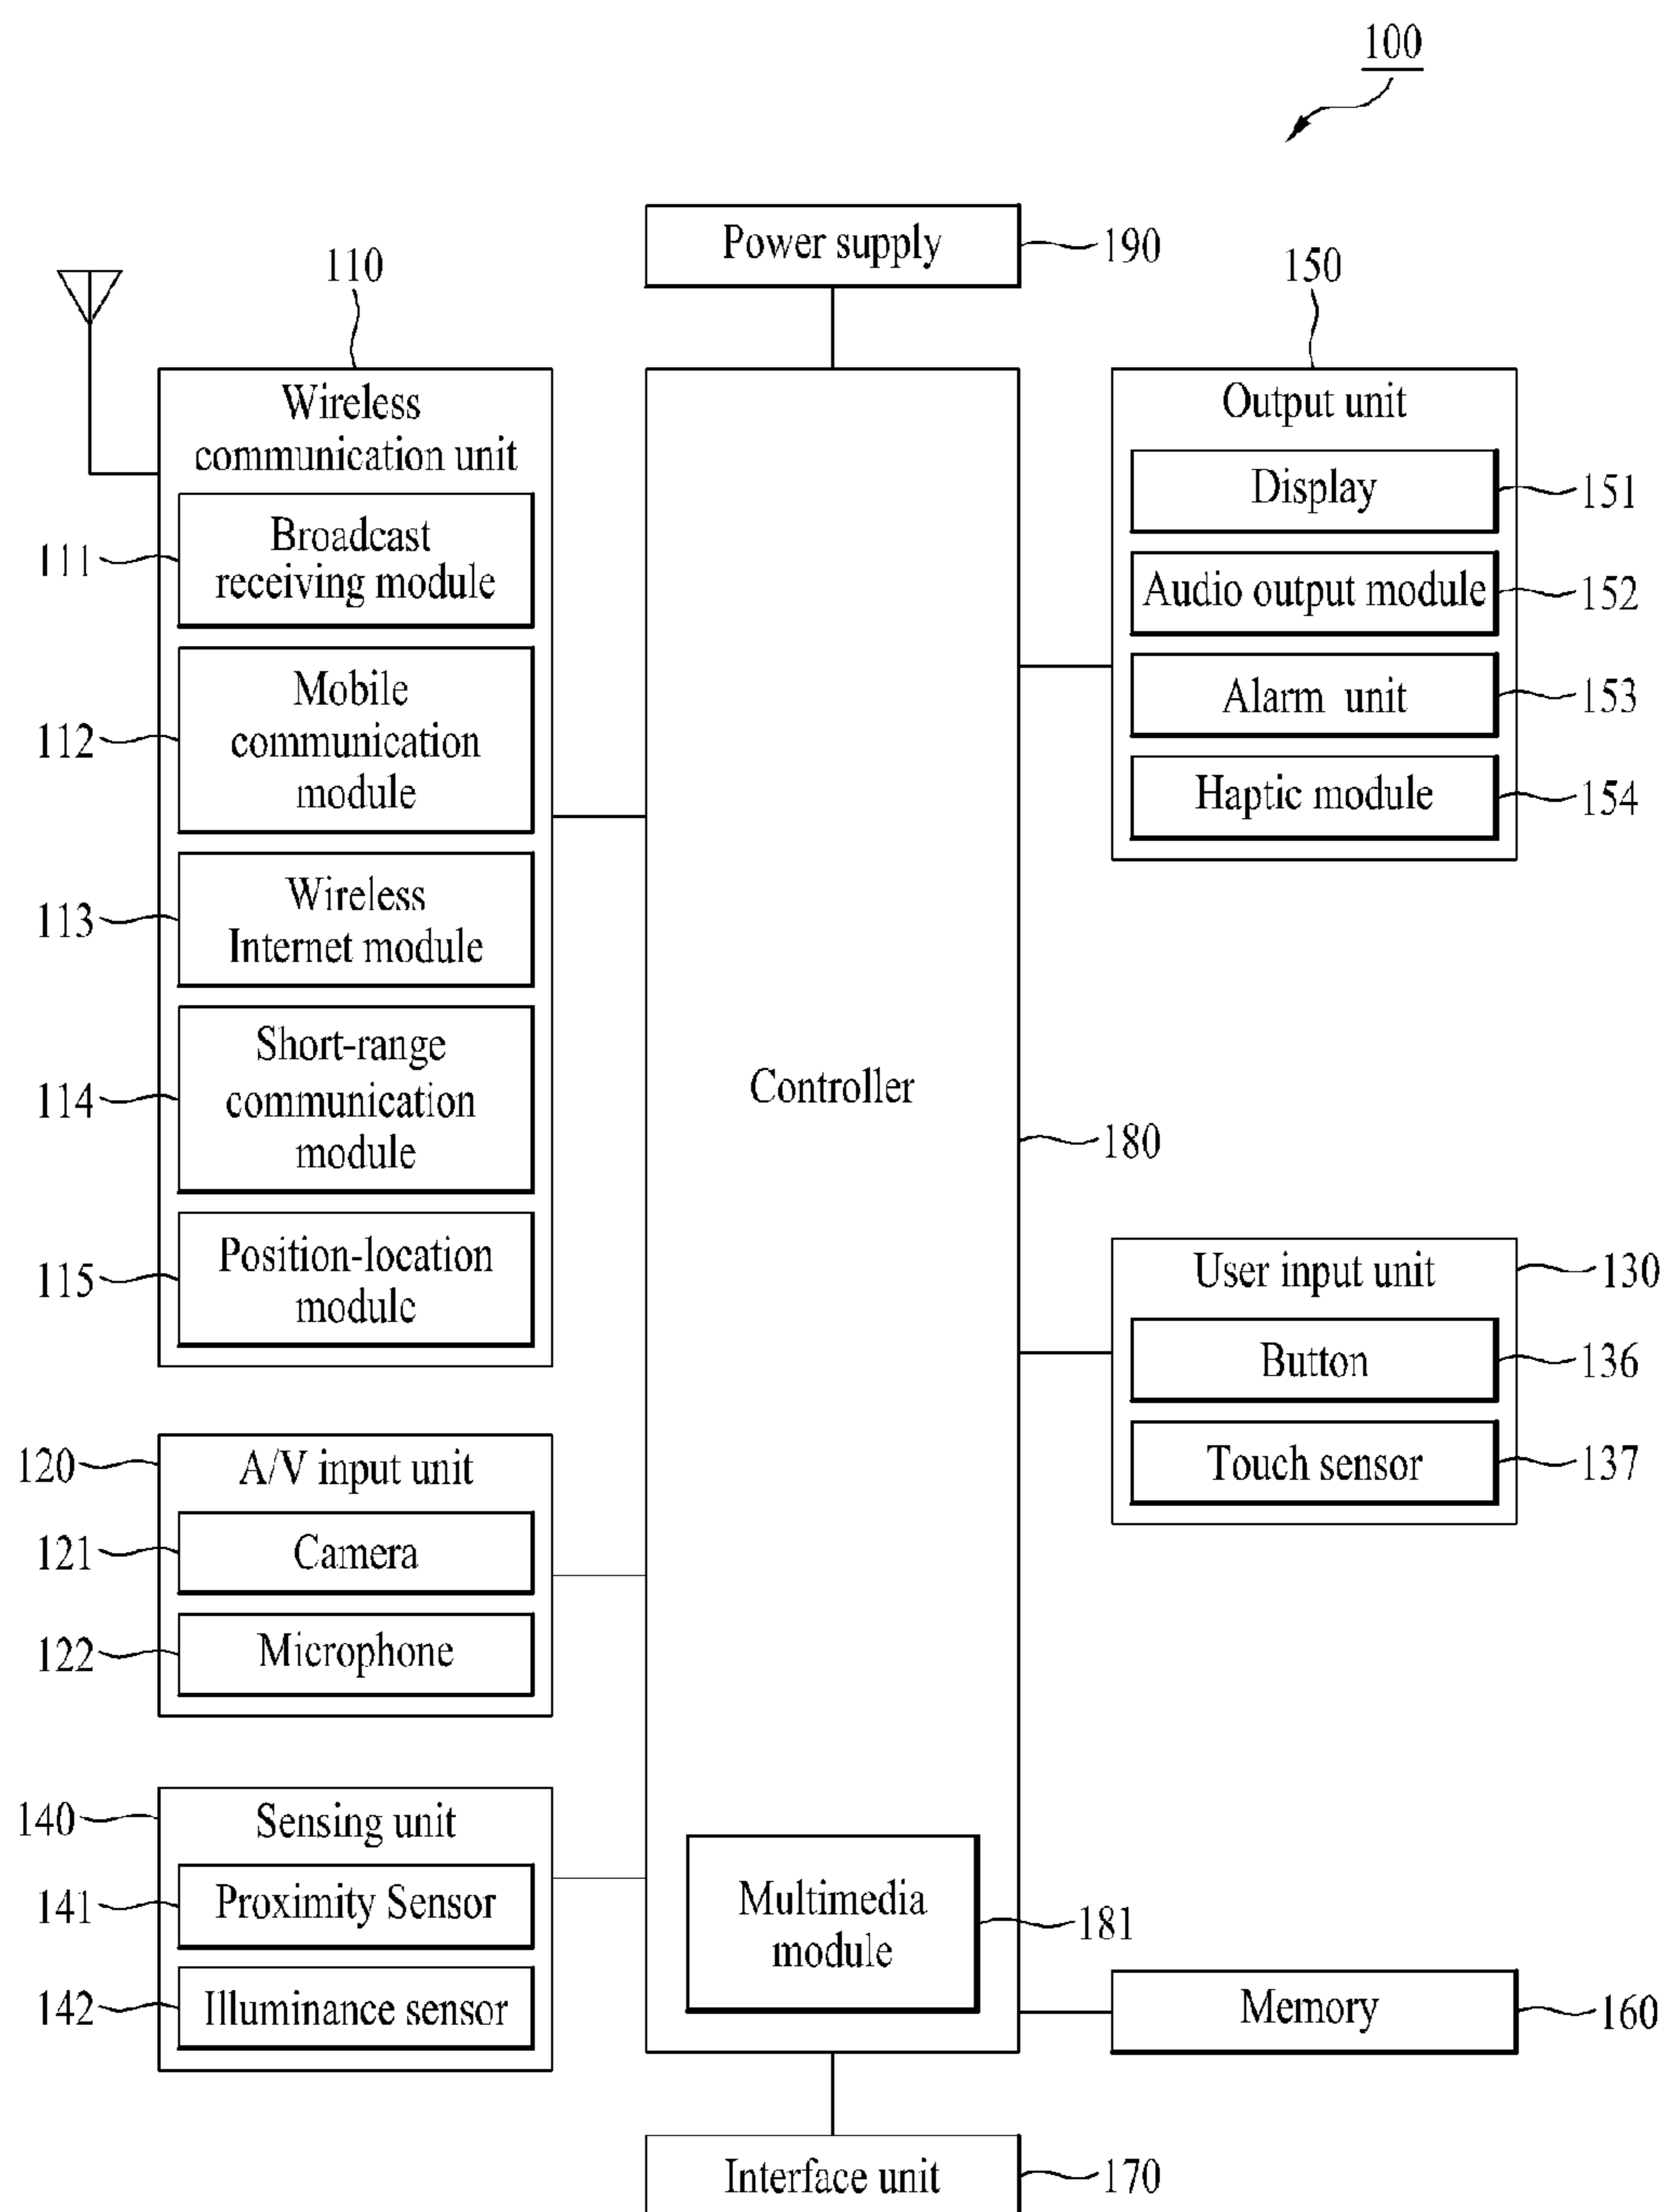 100
Power supply
190
110
Wireless
communication unit
111
Broadcast
receiving module
112
Mobile
communication
module
113
Wireless
Internet module
114
Short-range
communication
module
115
Position-location
module
120
A/V input unit
121
Camera
122
Microphone
140
Sensing unit
141
Proximity Sensor
142
Illuminance sensor
Controller
180
Multimedia
module
181
150
Output unit
Display
151
Audio output module
152
Alarm unit
153
Haptic module
154
User input unit
130
Button
136
Touch sensor
137
Memory
160
Interface unit
170